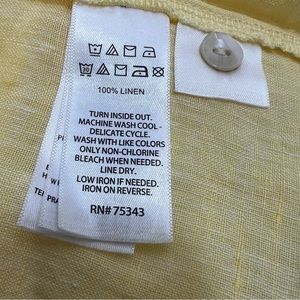 100% LINEN
TURN INSIDE OUT.
MACHINE WASH COOL -
DELICATE CYCLE.
WASH WITH LIKE COLORS
ONLY NON-CHLORINE
BLEACH WHEN NEEDED.
LINE DRY.
LOW IRON IF NEEDED.
IRON ON REVERSE.
RN# 75343